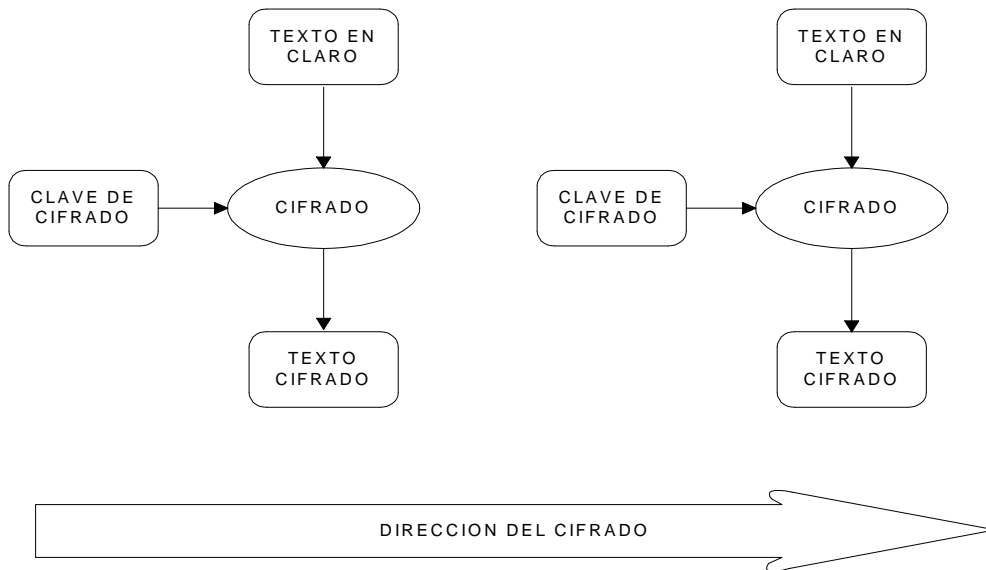 TEXTO EN
CLARO
TEXTO EN
CLARO
CLAVE DE
CIFRADO
CIFRADO
CLAVE DE
CIFRADO
CIFRADO
TEXTO
CIFRADO
TEXTO
CIFRADO
DIRECCION DEL CIFRADO